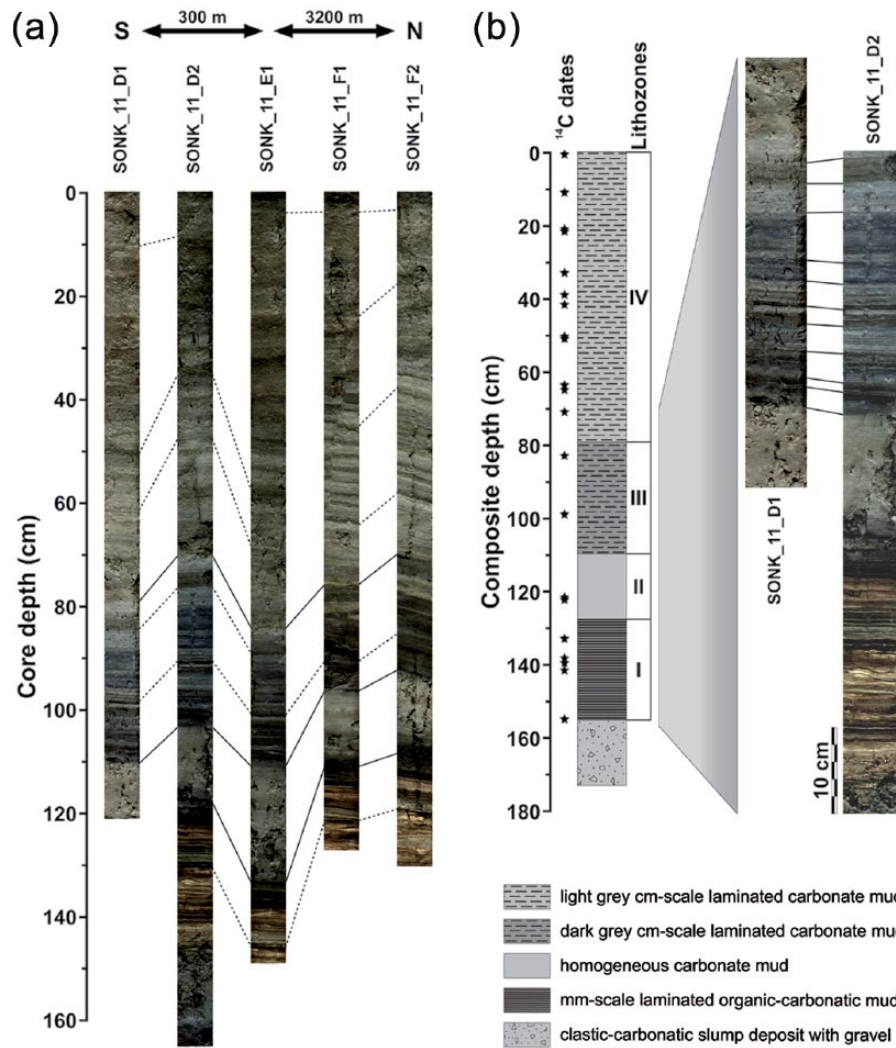 (a)
S
300 m
3200 m
N
SONK_11_D1
SONK_11_D2
SONK_11_E1
SONK_11_F1
SONK_11_F2
Core depth (cm)
0
20
40
60
80
100
120
140
160
(b)
14C dates
Lithozones
SONK_11_D2
Composite depth (cm)
0
20
40
60
80
100
120
140
160
180
IV
III
II
I
SONK_11_D1
10 cm
light grey cm-scale laminated carbonate mud
dark grey cm-scale laminated carbonate mu
homogeneous carbonate mud
mm-scale laminated organic-carbonatic mud
clastic-carbonatic slump deposit with gravel